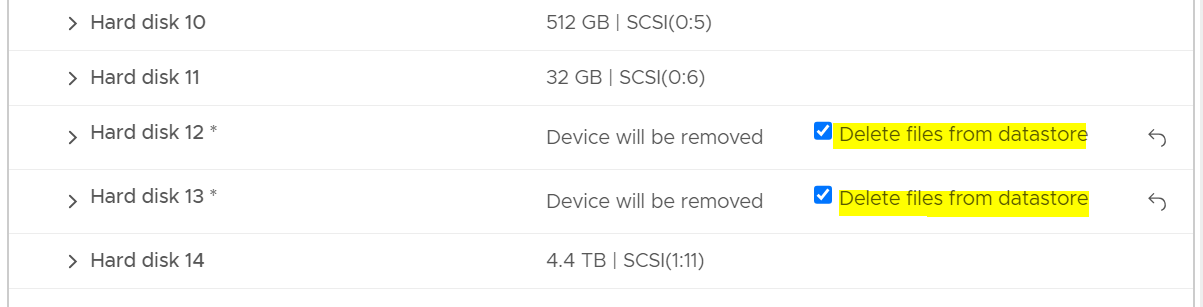 Hard disk 10 512 GB | SCSI(0:5)
Hard disk 11 32 GB | SCSI(0:6)
Hard disk 12 * Device will be removed Delete files from datastore
Hard disk 13 * Device will be removed Delete files from datastore
Hard disk 14 4.4 TB | SCSI(1:11)